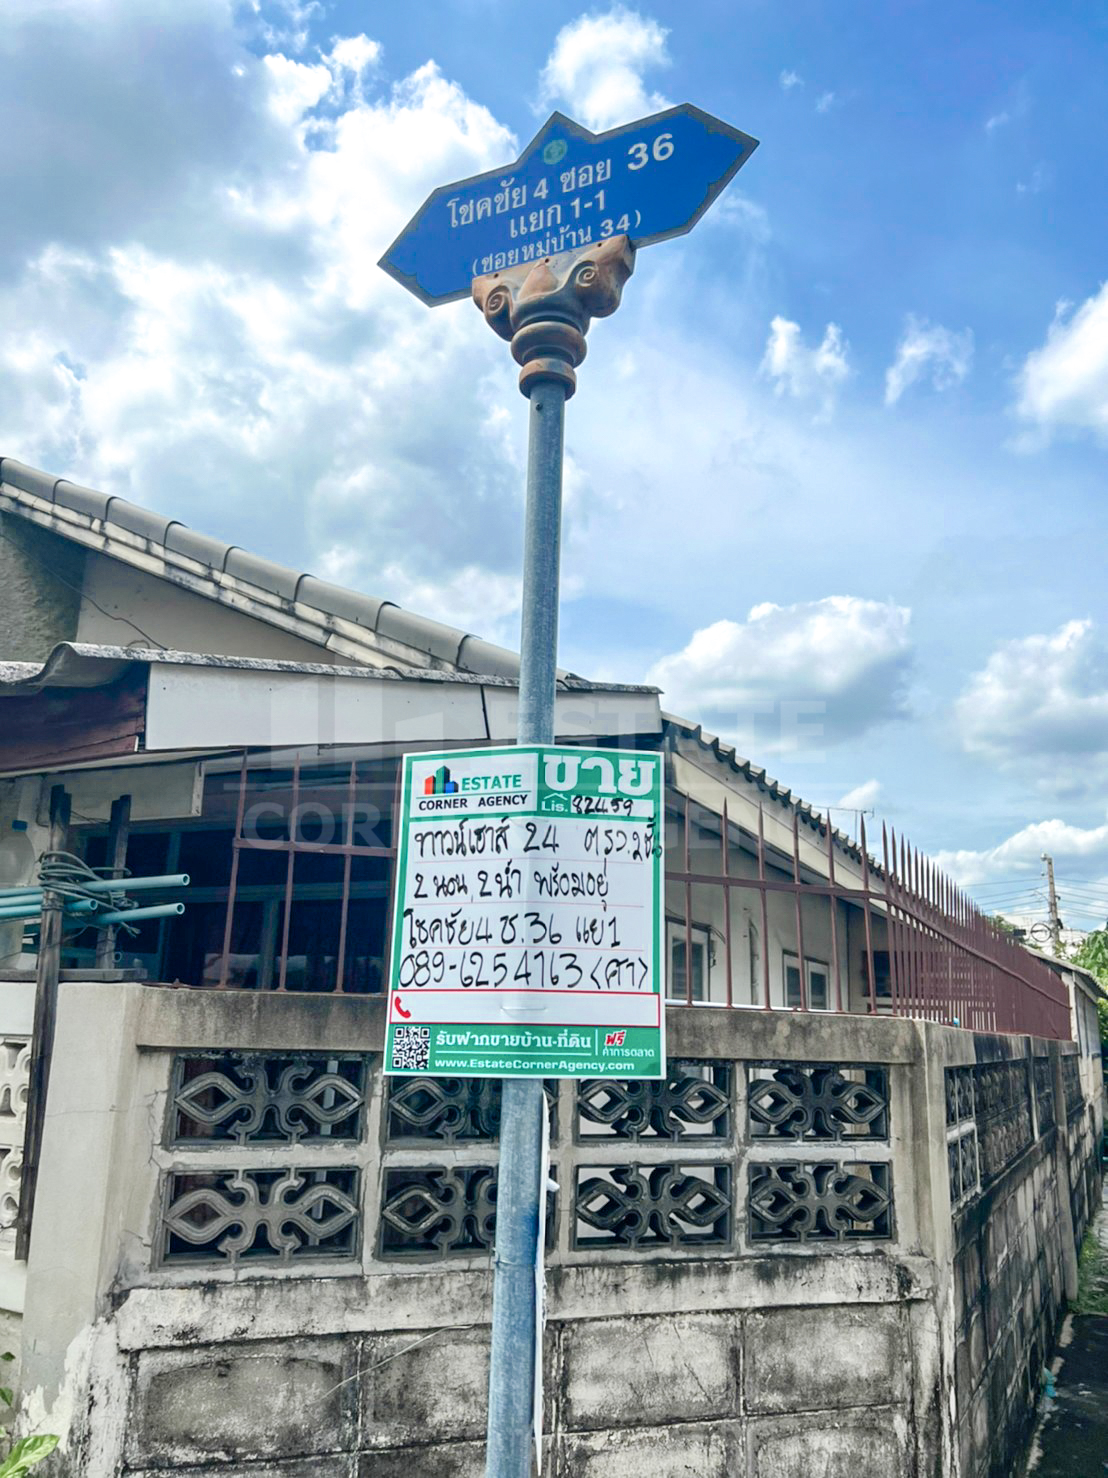 โชคชัย 4 ซอย 36
แยก 1-1
(ซอยหมู่บ้าน 34)
ESTATE
CORNER AGENCY
ขาย
Lis. 82459
ทาวน์เฮาส์ 24 ตรว. 2ชั้น
2 นอน 2 น้ำ พร้อมอยู่
โชคชัย4 ซ.36 แย1
089-6254763 (ศา)
รับฝากขายบ้าน-ที่ดิน
ฟรี
ค่าการตลาด
www.EstateCornerAgency.com
ESTATE